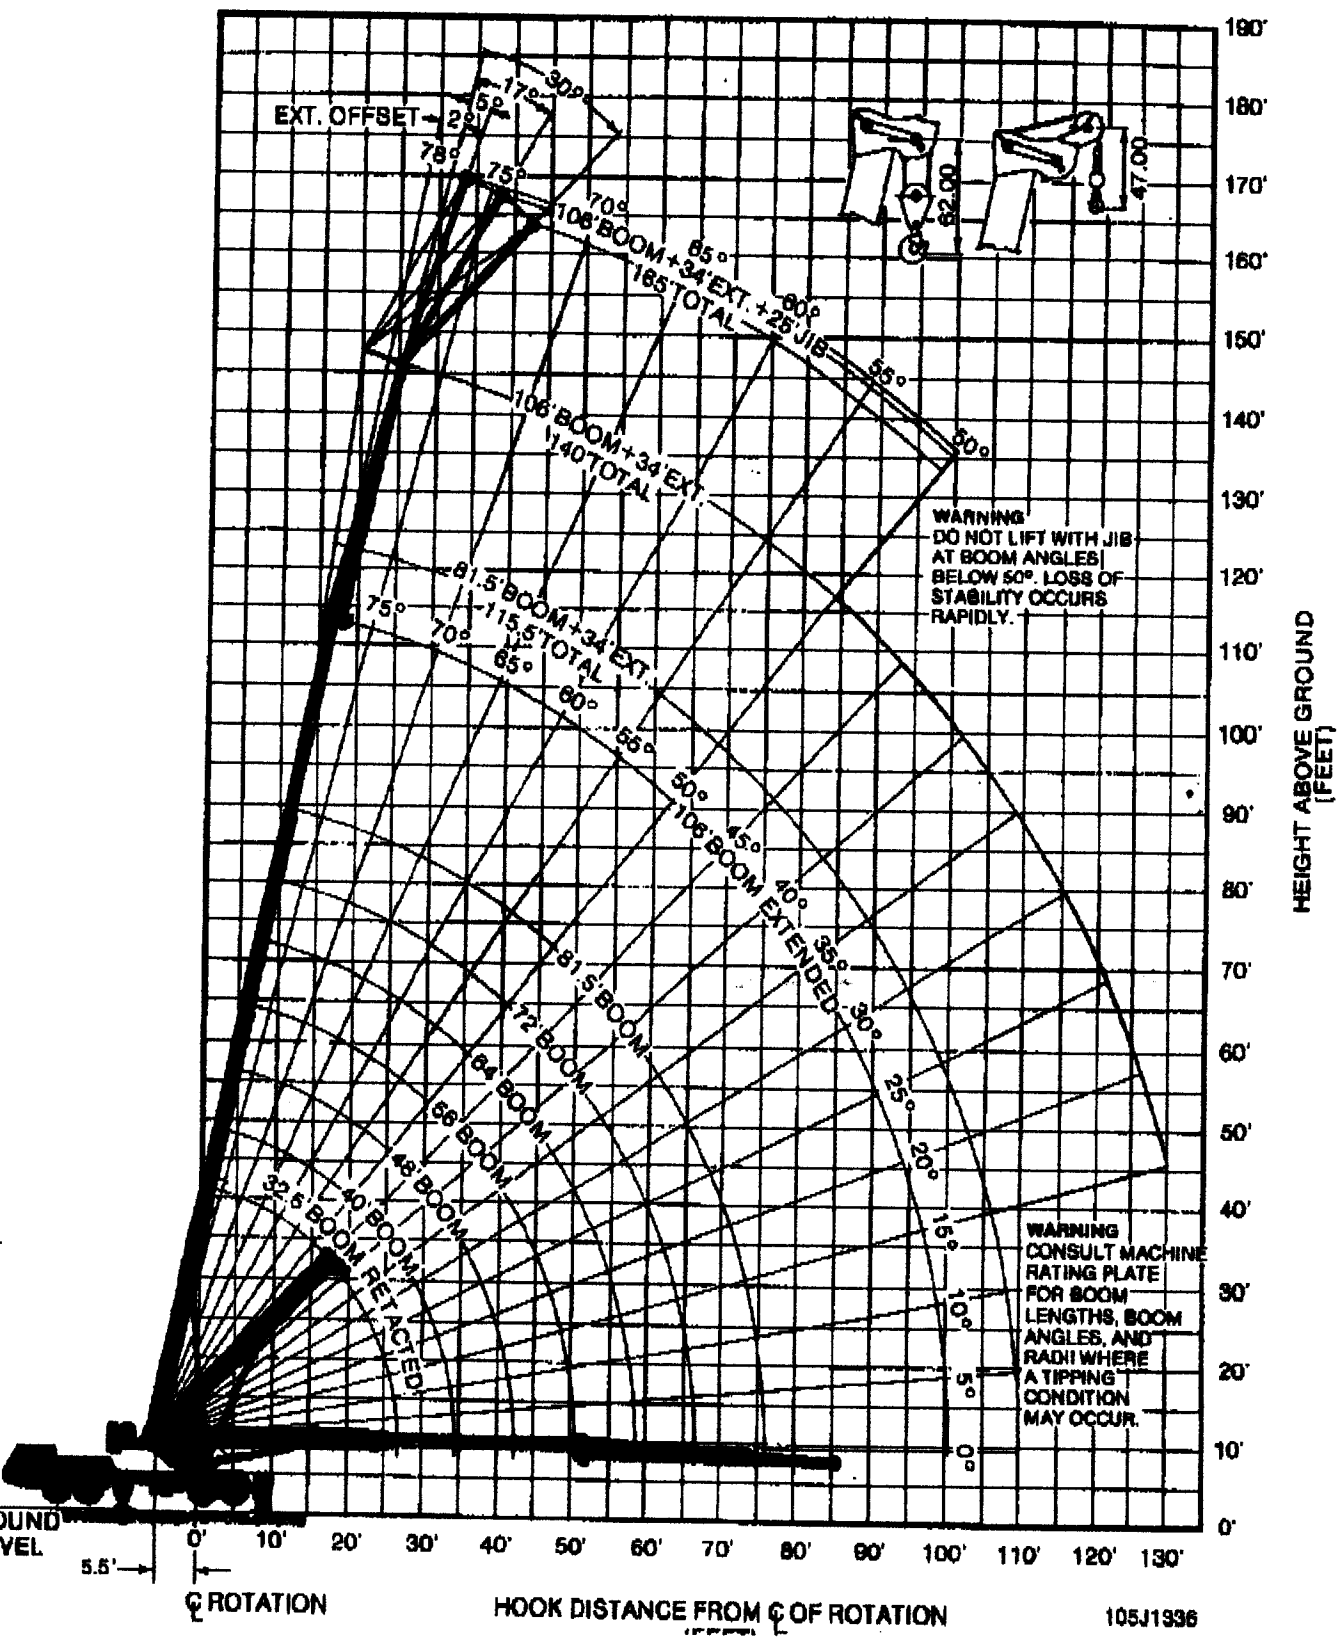 190'
180'
170'
160'
150'
140'
130'
120'
110'
100'
90'
80'
70'
60'
50'
40'
30'
20'
10'
0'
HEIGHT ABOVE GROUND
[FEET]
30°
17°
5°
2°
EXT. OFFSET
78°
75°
70°
65°
60°
55°
50°
62.00
47.00
106' BOOM + 34' EXT. + 25' JIB
165' TOTAL
106' BOOM + 34' EXT.
140' TOTAL
WARNING
DO NOT LIFT WITH JIB
AT BOOM ANGLES
BELOW 50°. LOSS OF
STABILITY OCCURS
RAPIDLY.
81.5' BOOM + 34' EXT.
115.5' TOTAL
75°
70°
65°
60°
55°
50°
45°
40°
35°
30°
25°
20°
15°
10°
5°
0°
106' BOOM EXTENDED
81.5' BOOM
72' BOOM
64' BOOM
56' BOOM
48' BOOM
40' BOOM
32.5' BOOM RETACTED
WARNING
CONSULT MACHINE
RATING PLATE
FOR BOOM
LENGTHS, BOOM
ANGLES, AND
RADII WHERE
A TIPPING
CONDITION
MAY OCCUR.
OUND
VEL
5.5'
0' 10' 20' 30' 40' 50' 60' 70' 80' 90' 100' 110' 120' 130'
℄ ROTATION
HOOK DISTANCE FROM ℄ OF ROTATION
105J1336